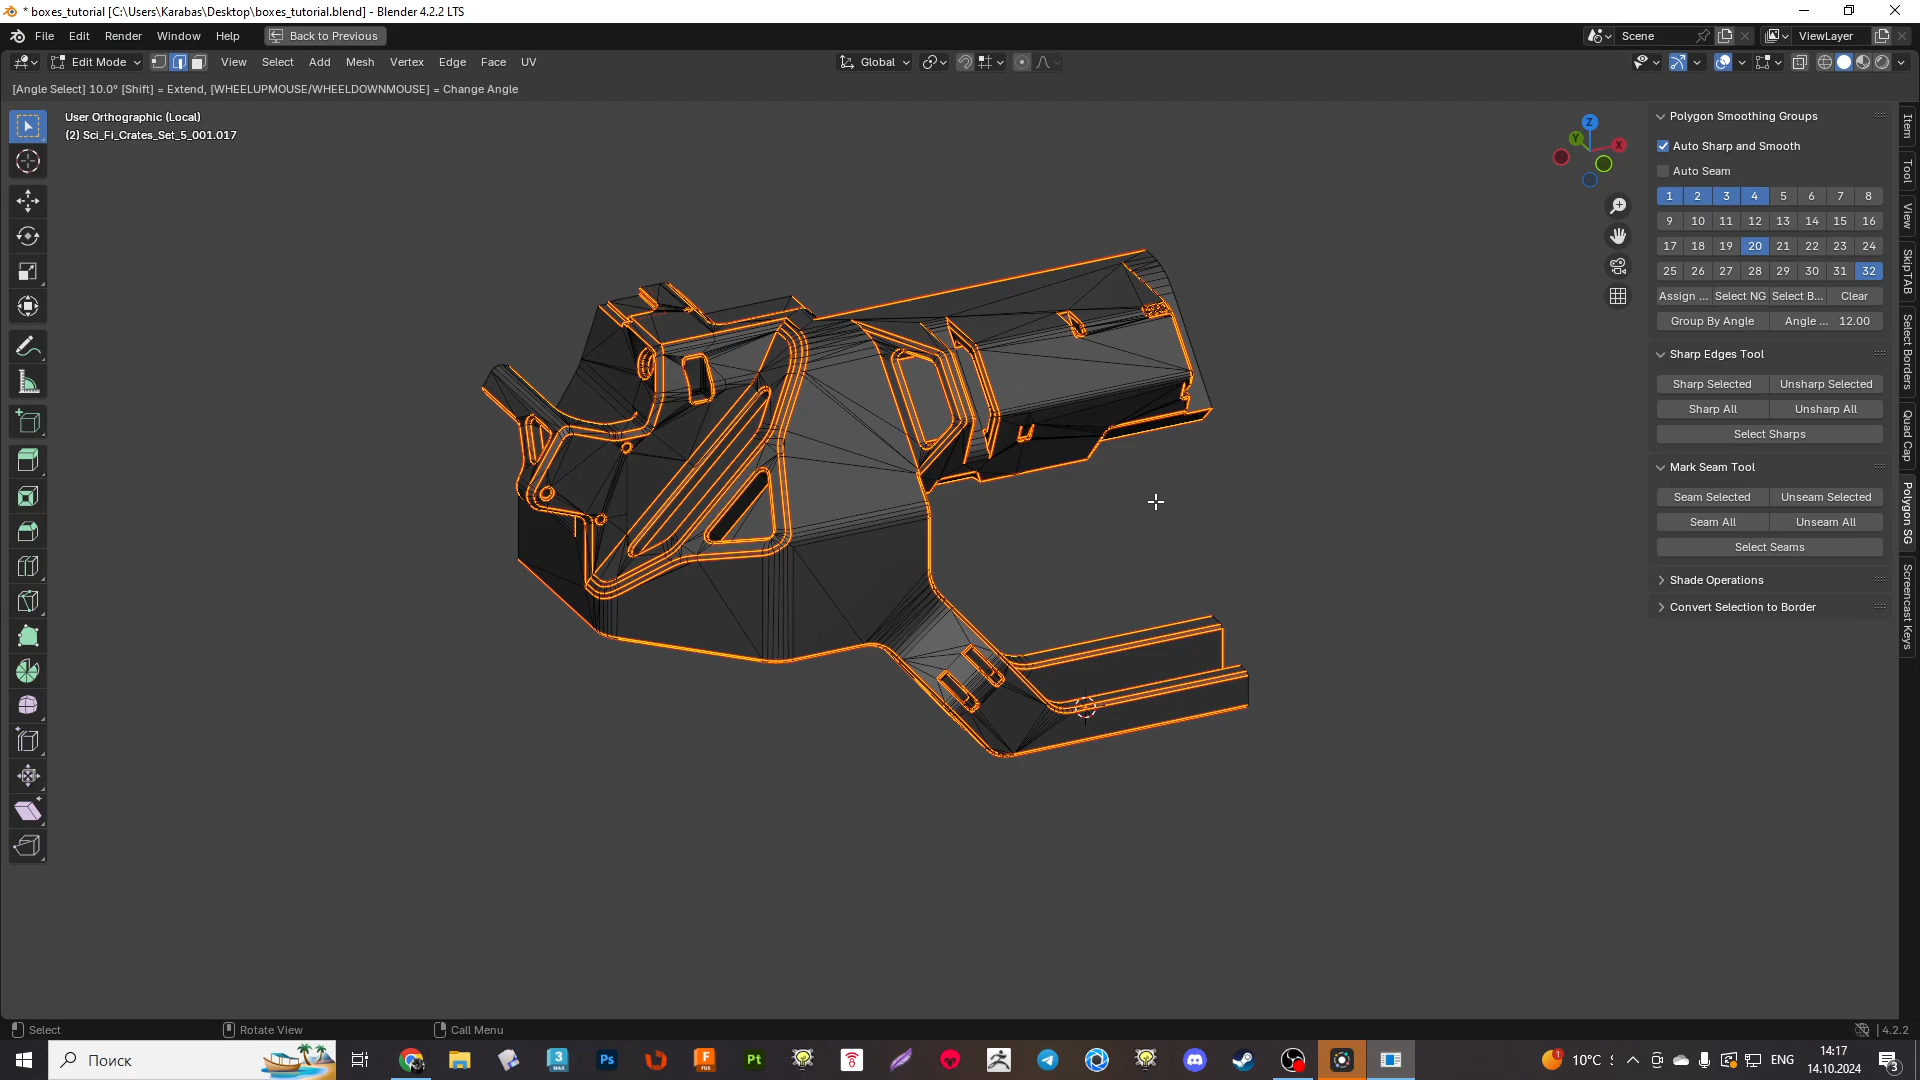 * boxes_tutorial [C:\Users\Karabas\Desktop\boxes_tutorial.blend] - Blender 4.2.2 LTS
File Edit Render Window Help Back to Previous Scene ViewLayer
Edit Mode View Select Add Mesh Vertex Edge Face UV Global
[Angle Select] 10.0° [Shift] = Extend, [WHEELUPMOUSE/WHEELDOWNMOUSE] = Change Angle
User Orthographic (Local)
(2) Sci_Fi_Crates_Set_5_001.017
Z
Y
X
Polygon Smoothing Groups
Auto Sharp and Smooth
Auto Seam
1 2 3 4 5 6 7 8
9 10 11 12 13 14 15 16
17 18 19 20 21 22 23 24
25 26 27 28 29 30 31 32
Assign ... Select NG Select B... Clear
Group By Angle Angle ... 12.00
Sharp Edges Tool
Sharp Selected Unsharp Selected
Sharp All Unsharp All
Select Sharps
Mark Seam Tool
Seam Selected Unseam Selected
Seam All Unseam All
Select Seams
Shade Operations
Convert Selection to Border
Item
Tool
View
SkipTAB
Select Borders
Quad Cap
Polygon SG
Screencast Keys
Select Rotate View Call Menu 4.2.2
Поиск
3
MAX
Ps
F
FUS
Pt
1
10°C
ENG
14:17
14.10.2024
3